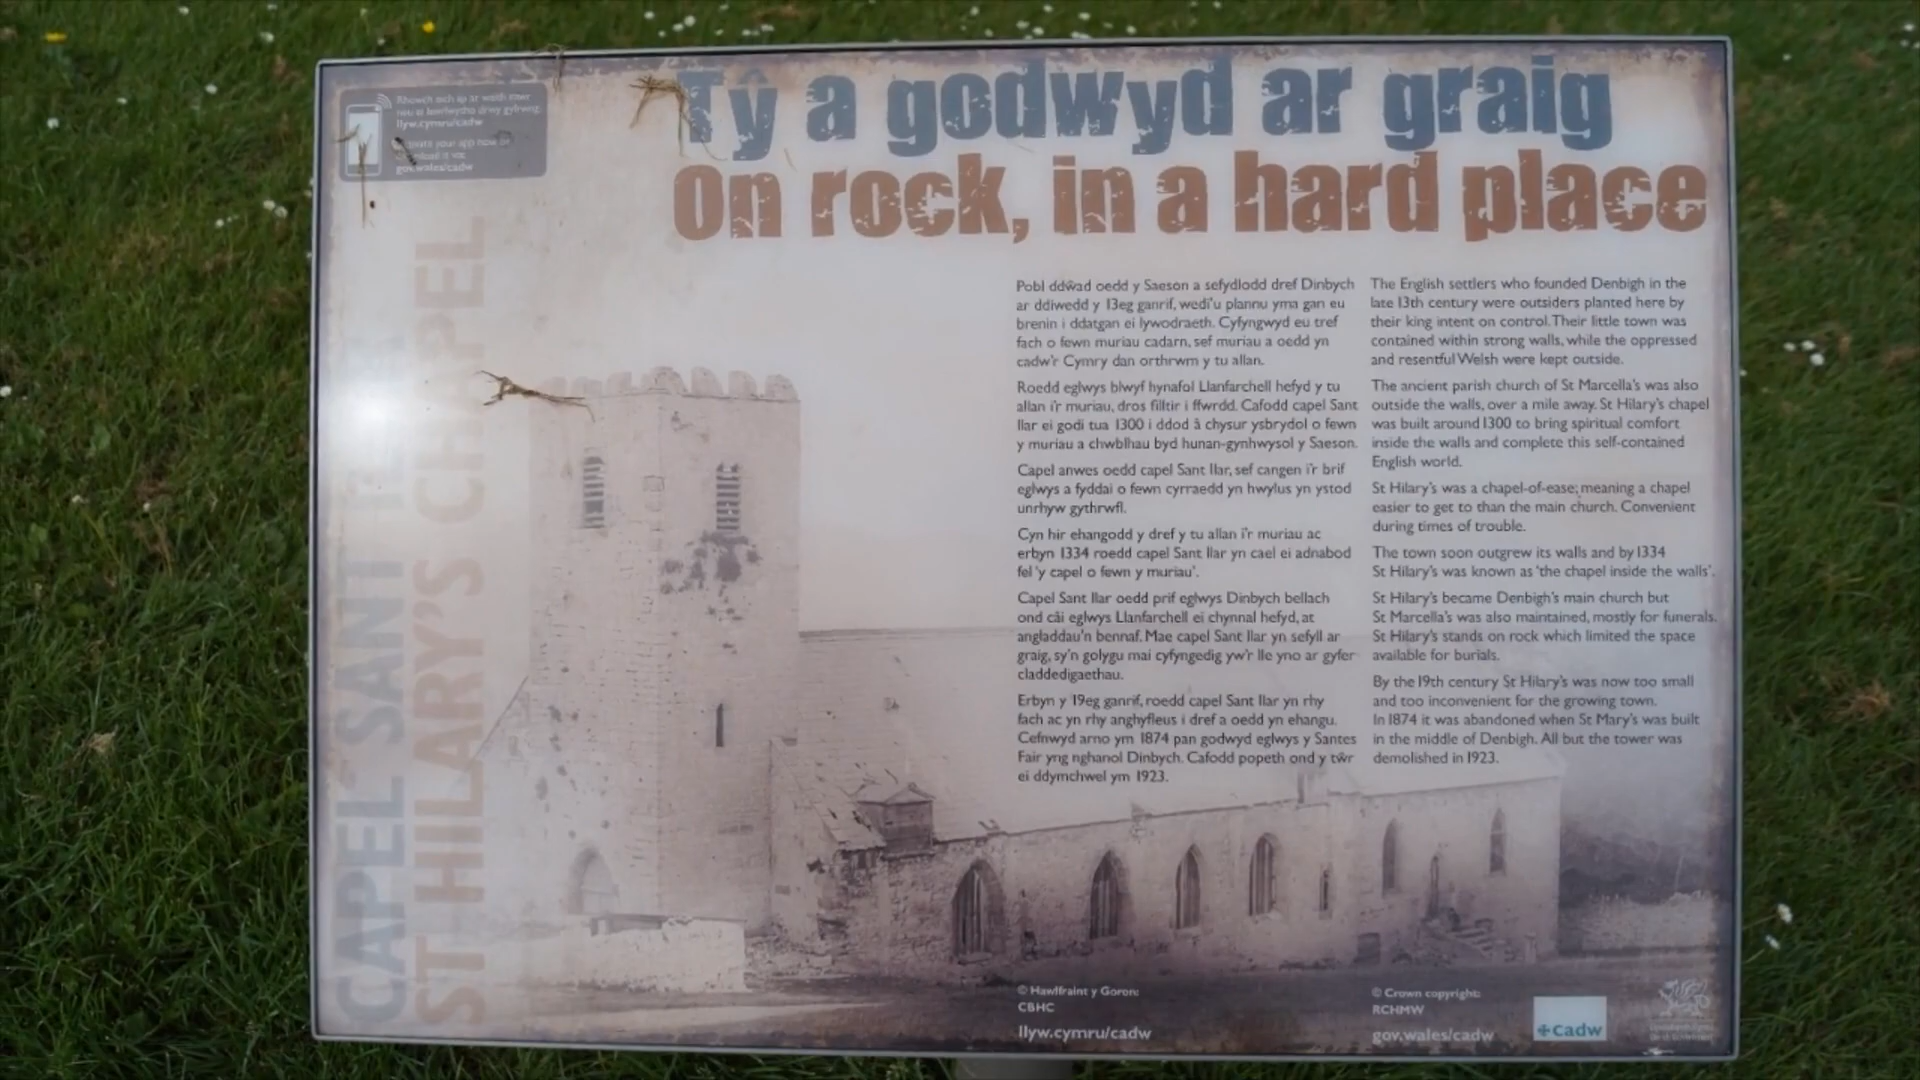 Tŷ a godwyd ar graig
On rock, in a hard place
Rhowch eich ap ar waith nawr
neu ei lawrlwytho drwy gyfrwng:
llyw.cymru/cadw
your app now or
it via:
gov.wales/cadw
CAPEL SANT
ST HILARY'S CHAPEL
Pobl ddŵad oedd y Saeson a sefydlodd dref Dinbych
ar ddiwedd y 13eg ganrif, wedi'u plannu yma gan eu
brenin i ddatgan ei lywodraeth. Cyfyngwyd eu tref
fach o fewn muriau cadarn, sef muriau a oedd yn
cadw'r Cymry dan orthrwm y tu allan.
Roedd eglwys blwyf hynafol Llanfarchell hefyd y tu
allan i'r muriau, dros filltir i ffwrdd. Cafodd capel Sant
Ilar ei godi tua 1300 i ddod â chysur ysbrydol o fewn
y muriau a chwblhau byd hunan-gynhwysol y Saeson.
Capel anwes oedd capel Sant Ilar, sef cangen i'r brif
eglwys a fyddai o fewn cyrraedd yn hwylus yn ystod
unrhyw gythrwfl.
Cyn hir ehangodd y dref y tu allan i'r muriau ac
erbyn 1334 roedd capel Sant Ilar yn cael ei adnabod
fel 'y capel o fewn y muriau'.
Capel Sant Ilar oedd prif eglwys Dinbych bellach
ond câi eglwys Llanfarchell ei chynnal hefyd, at
angladdau'n bennaf. Mae capel Sant Ilar yn sefyll ar
graig, sy'n golygu mai cyfyngedig yw'r lle yno ar gyfer
claddedigaethau.
Erbyn y 19eg ganrif, roedd capel Sant Ilar yn rhy
fach ac yn rhy anghyfleus i dref a oedd yn ehangu.
Cefnwyd arno ym 1874 pan godwyd eglwys y Santes
Fair yng nghanol Dinbych. Cafodd popeth ond y tŵr
ei ddymchwel ym 1923.
The English settlers who founded Denbigh in the
late 13th century were outsiders planted here by
their king intent on control. Their little town was
contained within strong walls, while the oppressed
and resentful Welsh were kept outside.
The ancient parish church of St Marcella's was also
outside the walls, over a mile away. St Hilary's chapel
was built around 1300 to bring spiritual comfort
inside the walls and complete this self-contained
English world.
St Hilary's was a chapel-of-ease; meaning a chapel
easier to get to than the main church. Convenient
during times of trouble.
The town soon outgrew its walls and by 1334
St Hilary's was known as 'the chapel inside the walls'.
St Hilary's became Denbigh's main church but
St Marcella's was also maintained, mostly for funerals.
St Hilary's stands on rock which limited the space
available for burials.
By the 19th century St Hilary's was now too small
and too inconvenient for the growing town.
In 1874 it was abandoned when St Mary's was built
in the middle of Denbigh. All but the tower was
demolished in 1923.
© Hawlfraint y Goron:
CBHC
llyw.cymru/cadw
© Crown copyright:
RCHMW
gov.wales/cadw
Cadw